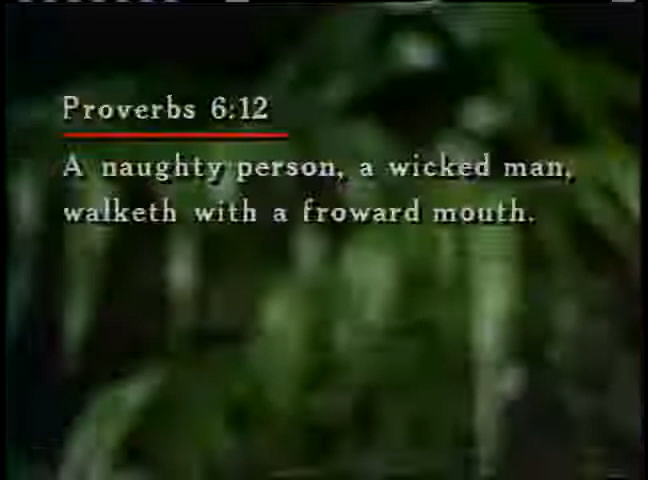 Proverbs 6:12
A naughty person, a wicked man,
walketh with a froward mouth.